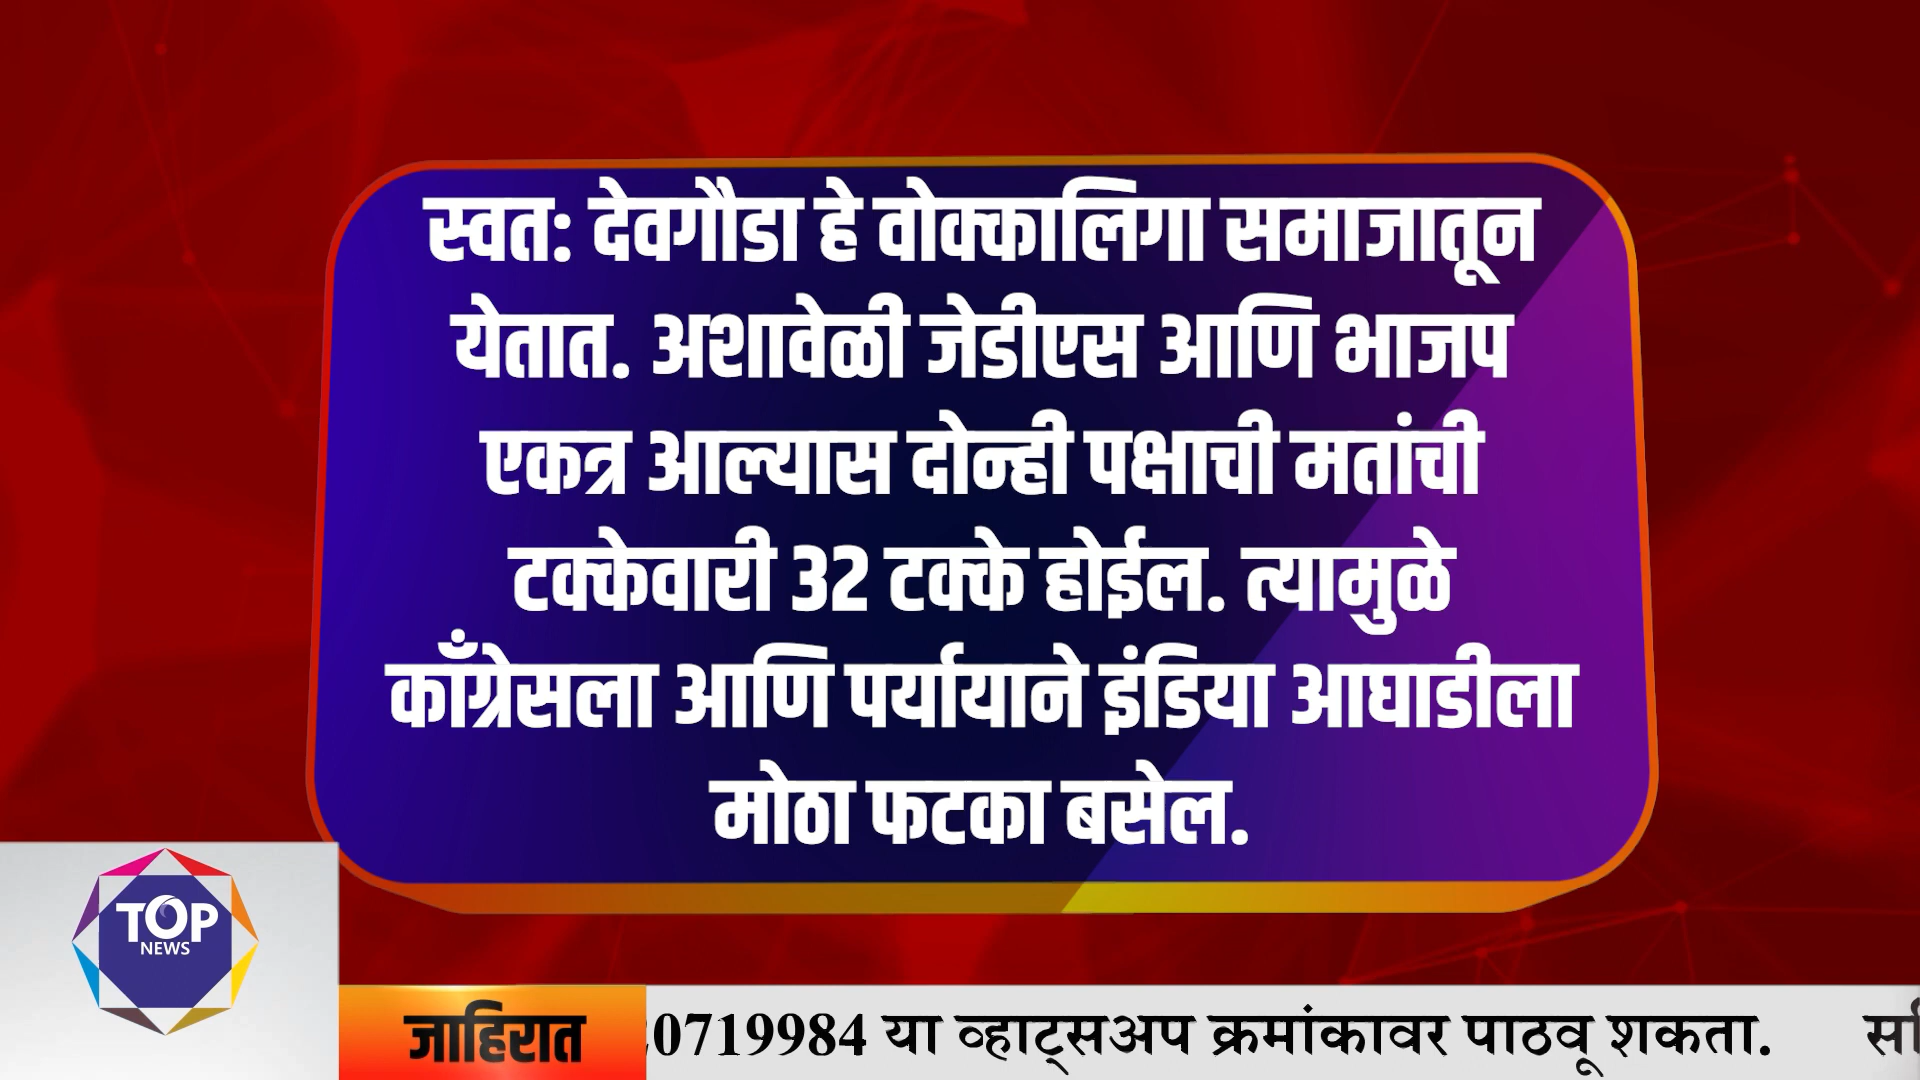 स्वत: देवगौडा हे वोक्कालिगा समाजातून
येतात. अशावेळी जेडीएस आणि भाजप
एकत्र आल्यास दोन्ही पक्षाची मतांची
टक्केवारी 32 टक्के होईल. त्यामुळे
काँग्रेसला आणि पर्यायाने इंडिया आघाडीला
मोठा फटका बसेल.
TOP
NEWS
जाहिरात
0719984 या व्हाट्सअप क्रमांकावर पाठवू शकता.